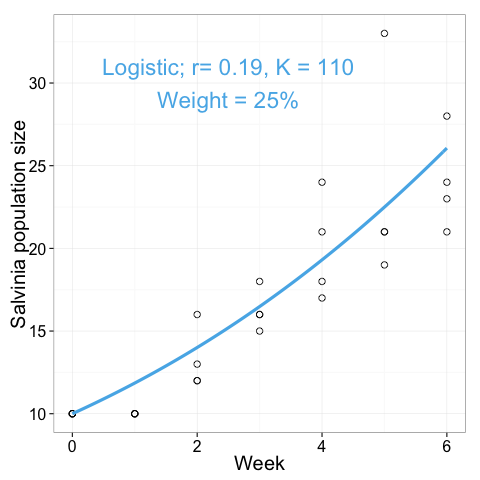 Logistic; r= 0.19, K = 110
Weight = 25%
Salvinia population size
30
25
20
15
10
0 2 4 6
Week